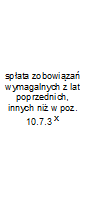 spłata zobowiązań
wymagalnych z lat
poprzednich,
innych niż w poz.
10.7.3 x